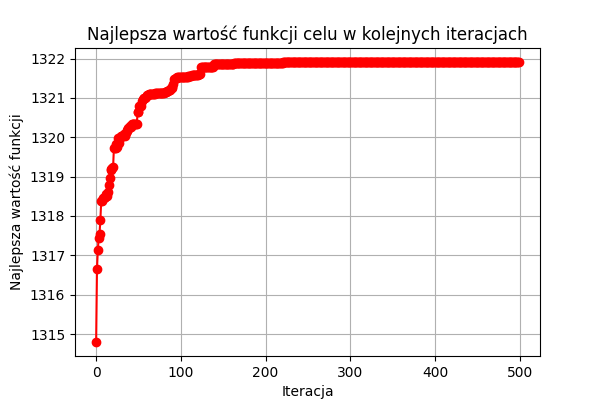 Najlepsza wartość funkcji celu w kolejnych iteracjach
1322
1321
1320
1319
1318
1317
1316
1315
Najlepsza wartość funkcji
0 100 200 300 400 500
Iteracja